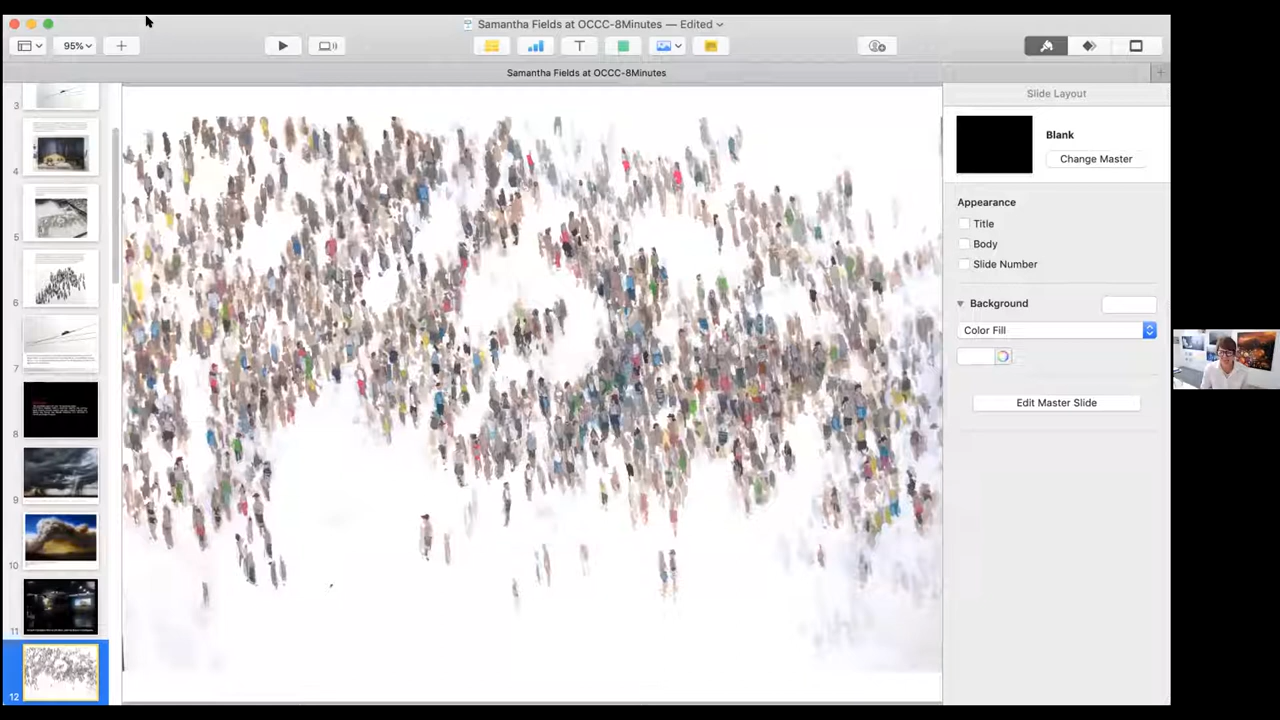 Samantha Fields at OCCC-8Minutes — Edited
95%
Samantha Fields at OCCC-8Minutes
Slide Layout
Blank
Change Master
Appearance
Title
Body
Slide Number
Background
Color Fill
Edit Master Slide
3
4
5
6
7
8
9
10
11
12